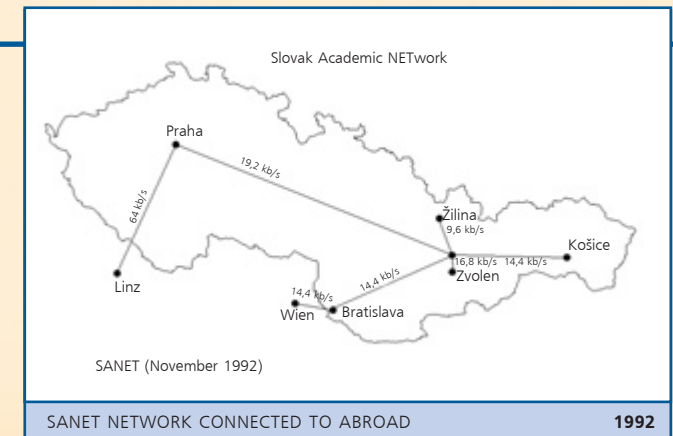 Slovak Academic NETwork
Praha
19,2 kb/s
64 kb/s
Žilina
9,6 kb/s
Košice
16,8 kb/s
14,4 kb/s
Zvolen
Linz
14,4 kb/s
14,4 kb/s
Wien
Bratislava
SANET (November 1992)
SANET NETWORK CONNECTED TO ABROAD 1992